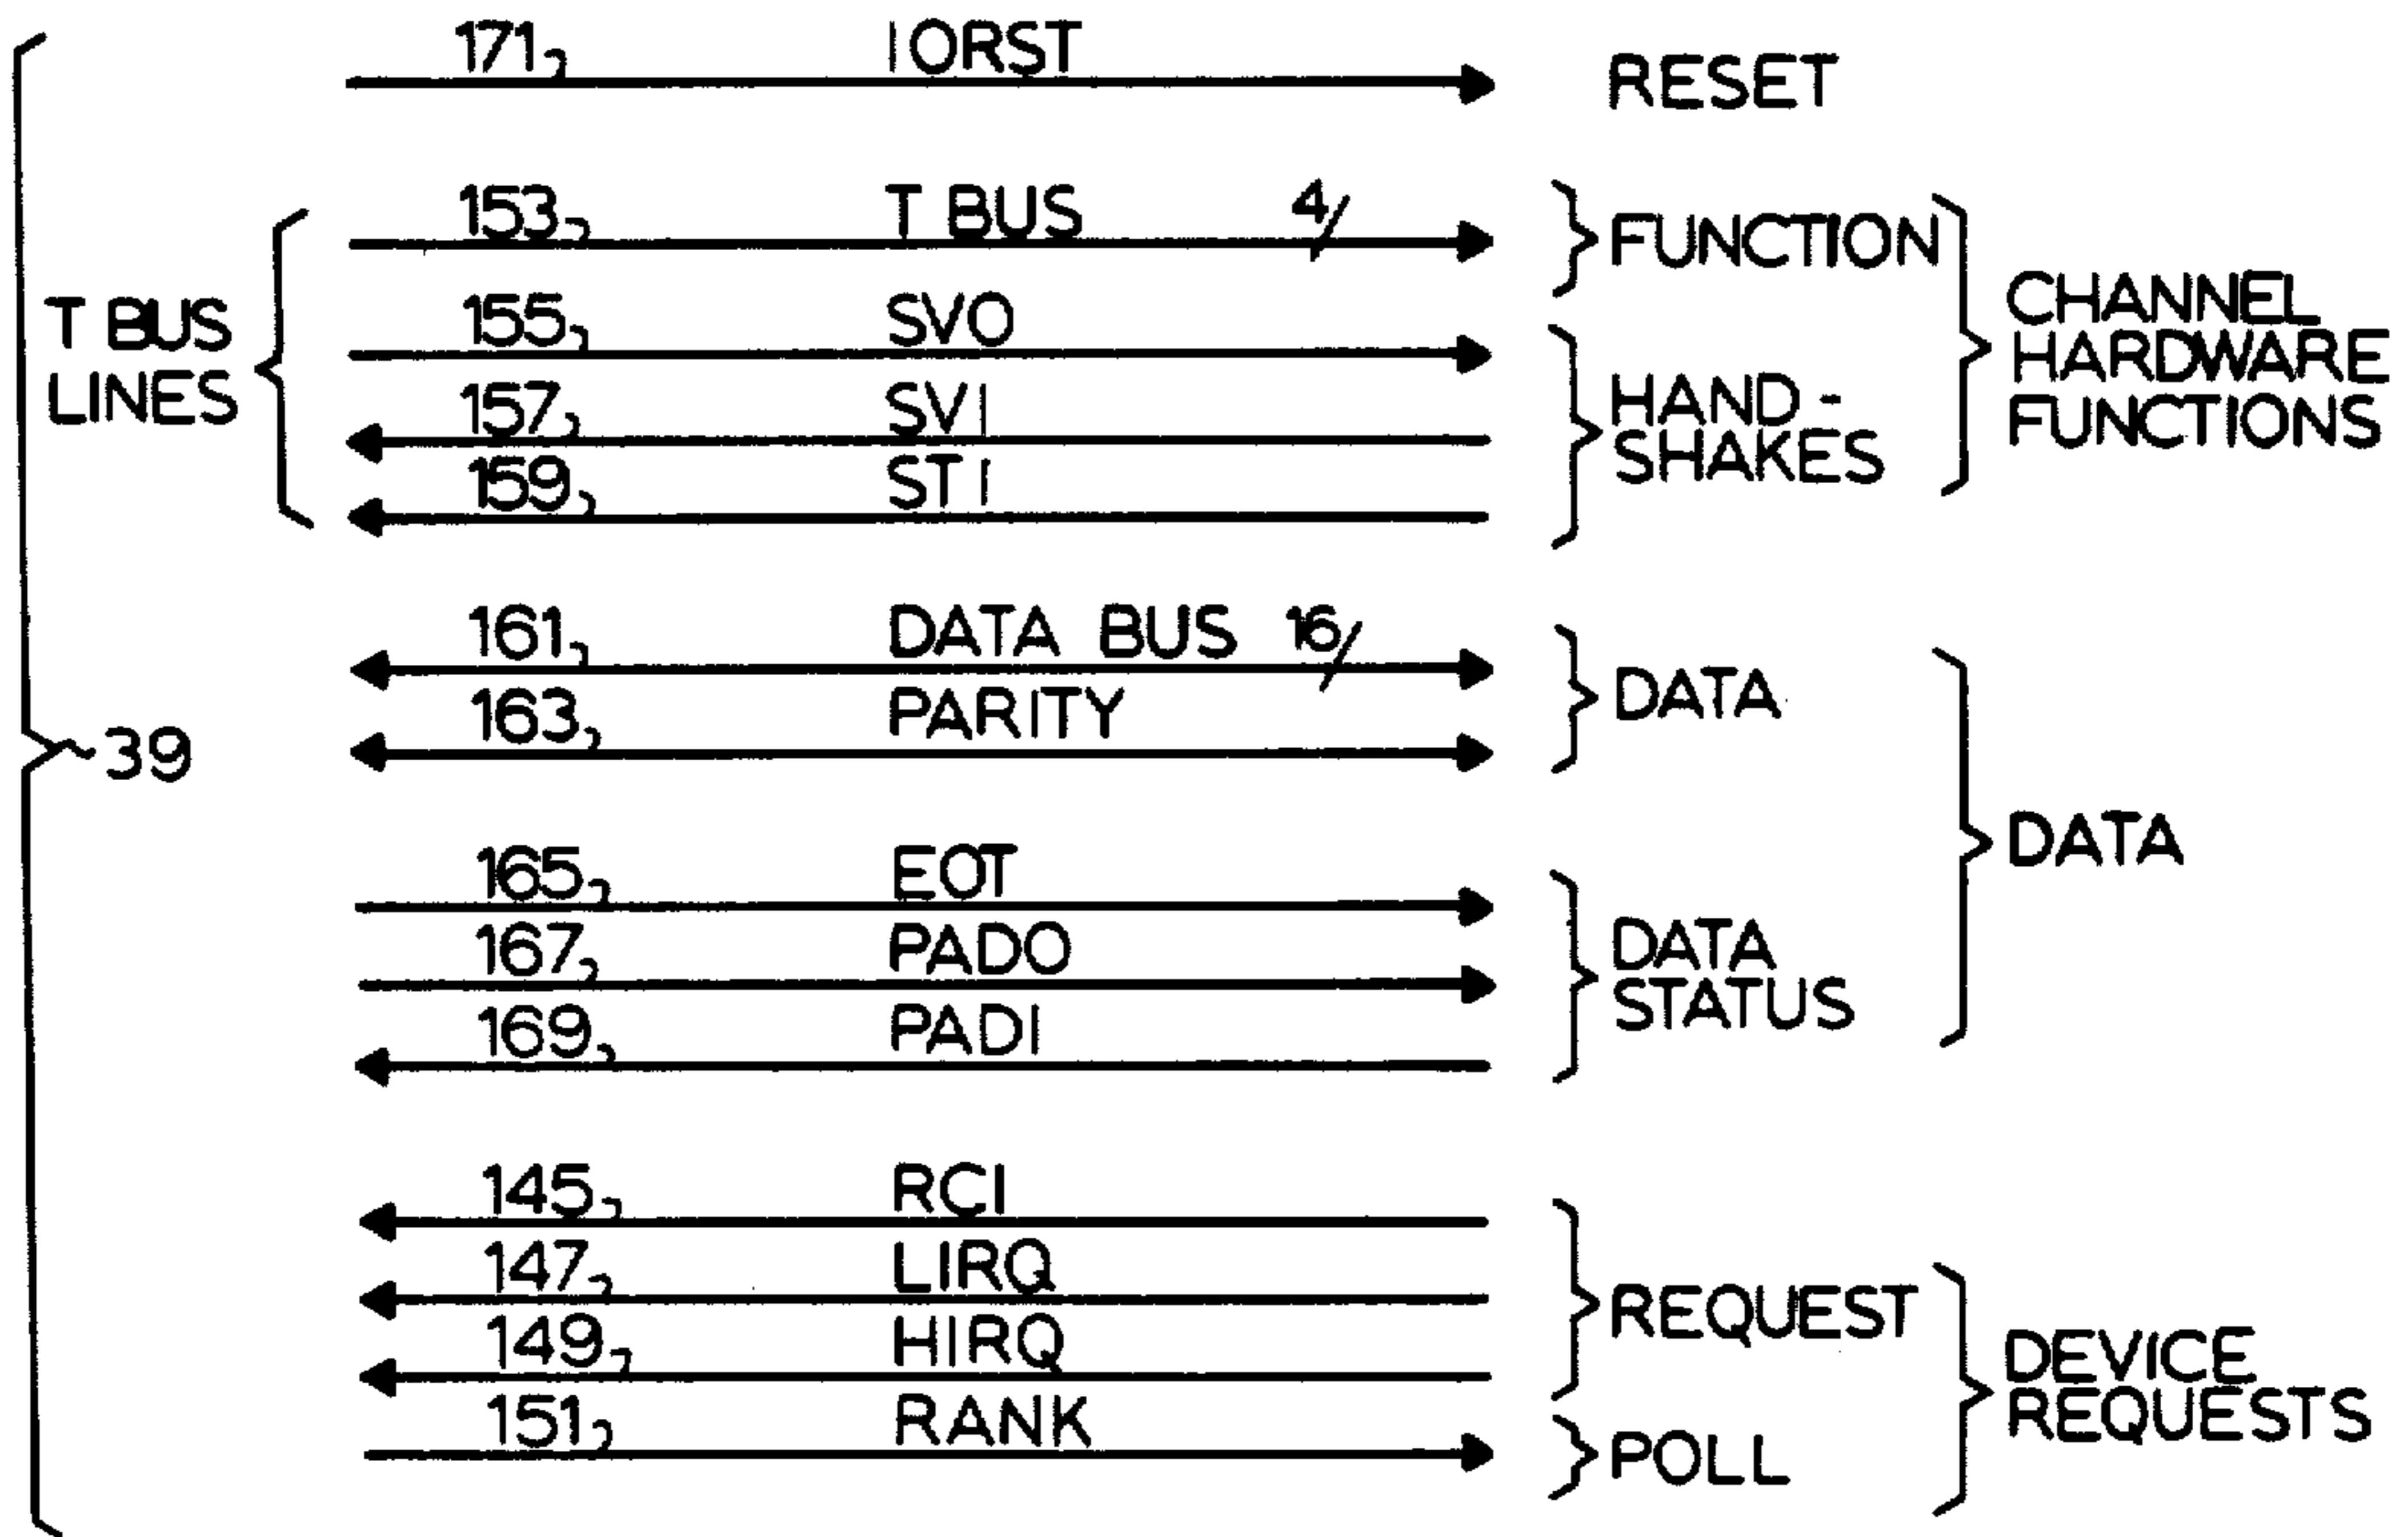 171 IORST RESET
153 T BUS 4 FUNCTION
155 SVO
157 SVI
159 STI
HAND-
SHAKES
T BUS
LINES
CHANNEL
HARDWARE
FUNCTIONS
161 DATA BUS 16
163 PARITY
DATA
39
165 EOT
167 PADO
169 PADI
DATA
STATUS
DATA
145 RCI
147 LIRQ
149 HIRQ
REQUEST
151 RANK POLL
DEVICE
REQUESTS